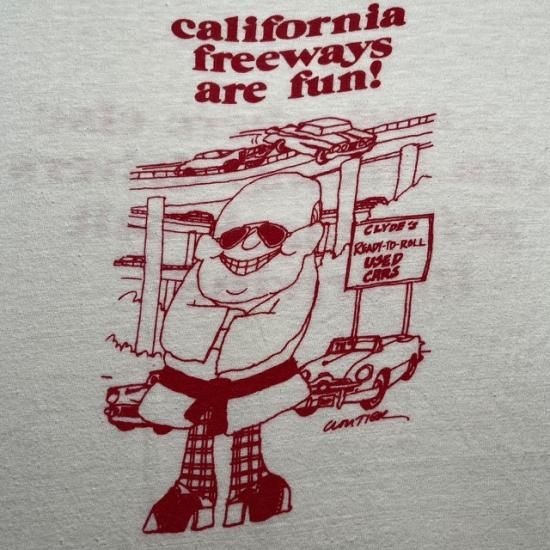 california
freeways
are fun!
CLYDE'S
READY-TO-ROLL
USED
CARS